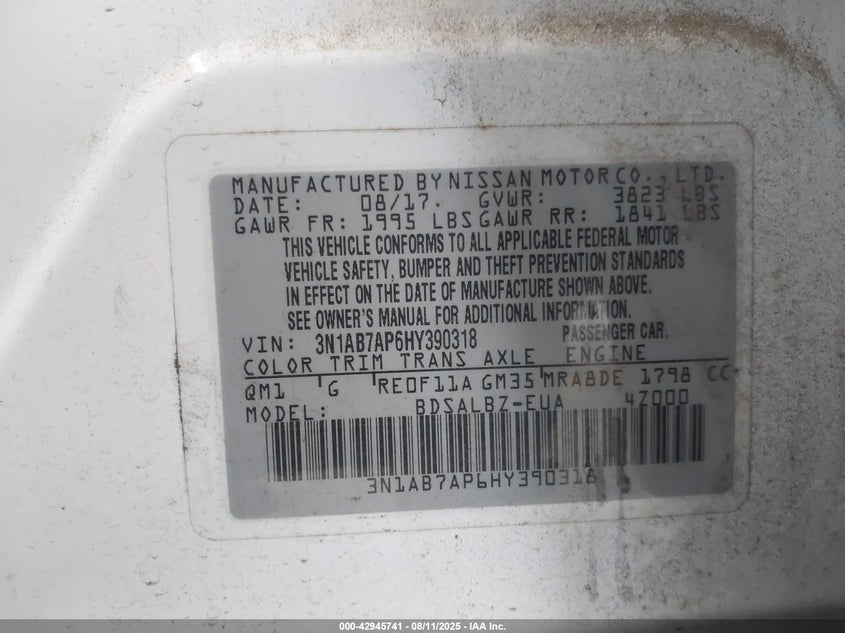 MANUFACTURED BY NISSAN MOTOR CO., LTD.
DATE: 08/17. GVWR: 3823 LBS
GAWR FR: 1995 LBS GAWR RR: 1841 LBS
THIS VEHICLE CONFORMS TO ALL APPLICABLE FEDERAL MOTOR
VEHICLE SAFETY, BUMPER AND THEFT PREVENTION STANDARDS
IN EFFECT ON THE DATE OF MANUFACTURE SHOWN ABOVE.
SEE OWNER'S MANUAL FOR ADDITIONAL INFORMATION.
VIN: 3N1AB7AP6HY390318 PASSENGER CAR.
COLOR TRIM TRANS AXLE ENGINE
QM1 G RE0F11A GM35 MRA8DE 1798 CC
MODEL: BDSALBZ-EUA 4Z000
3N1AB7AP6HY390318
000-42945741 - 08/11/2025 - IAA Inc.